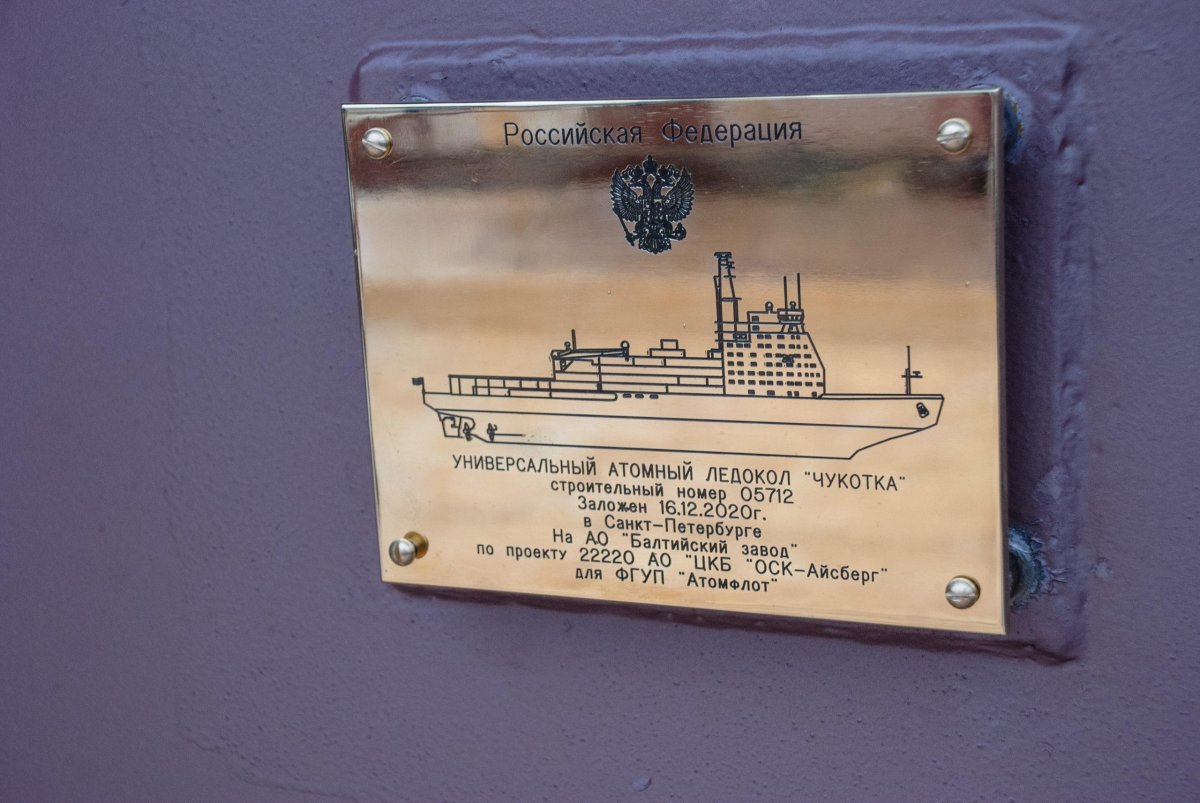 Российская Федерация
УНИВЕРСАЛЬНЫЙ АТОМНЫЙ ЛЕДОКОЛ "ЧУКОТКА"
строительный номер 05712
Заложен 16.12.2020г.
в Санкт-Петербурге
На АО "Балтийский завод"
по проекту 22220 АО "ЦКБ "ОСК-Айсберг"
для ФГУП "Атомфлот"